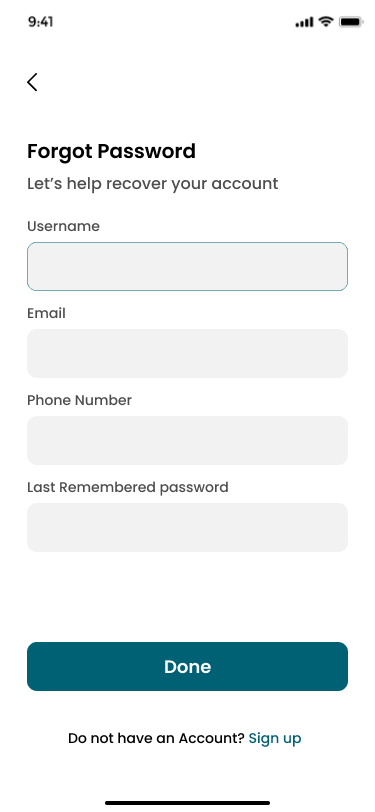 9:41
Forgot Password
Let’s help recover your account
Username
Email
Phone Number
Last Remembered password
Done
Do not have an Account? Sign up